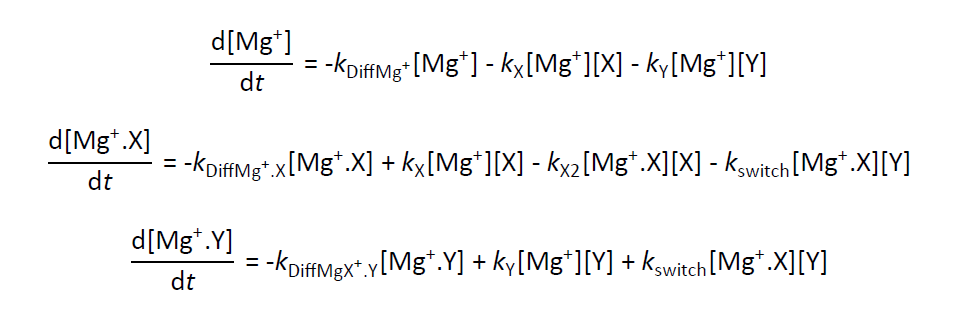 d[Mg⁺]/dt = -k_DiffMg⁺[Mg⁺] - k_X[Mg⁺][X] - k_Y[Mg⁺][Y]
d[Mg⁺.X]/dt = -k_DiffMg⁺.X[Mg⁺.X] + k_X[Mg⁺][X] - k_X2[Mg⁺.X][X] - k_switch[Mg⁺.X][Y]
d[Mg⁺.Y]/dt = -k_DiffMgX⁺.Y[Mg⁺.Y] + k_Y[Mg⁺][Y] + k_switch[Mg⁺.X][Y]